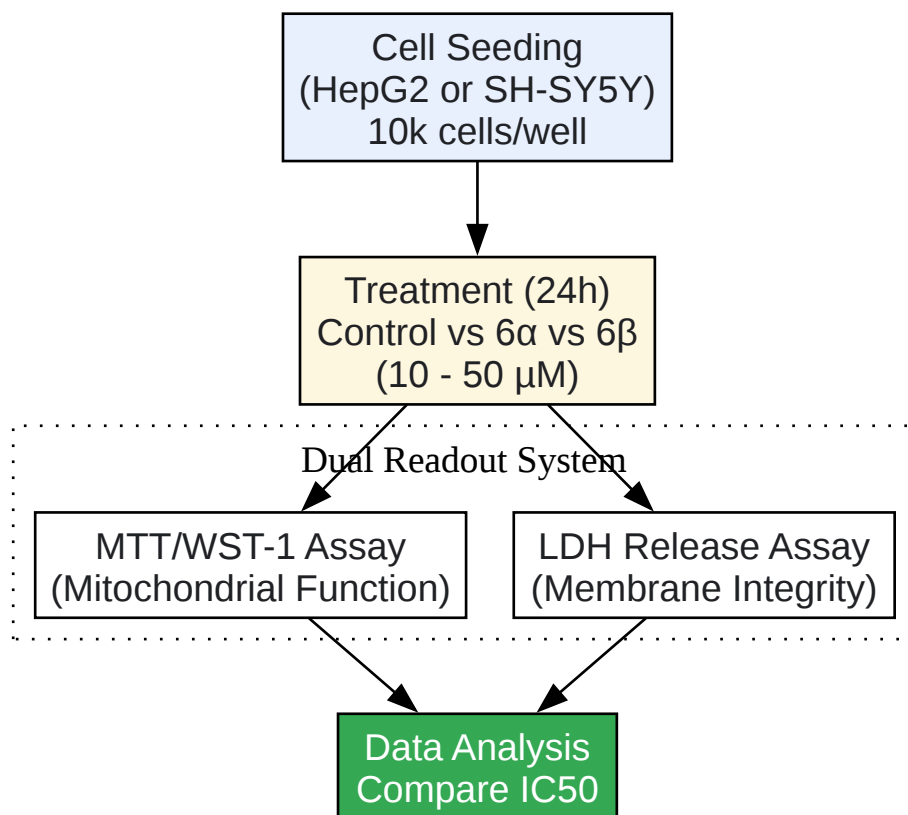 Cell Seeding
(HepG2 or SH-SY5Y)
10k cells/well
Treatment (24h)
Control vs 6α vs 6β
(10 - 50 µM)
Dual Readout System
MTT/WST-1 Assay
(Mitochondrial Function)
LDH Release Assay
(Membrane Integrity)
Data Analysis
Compare IC50